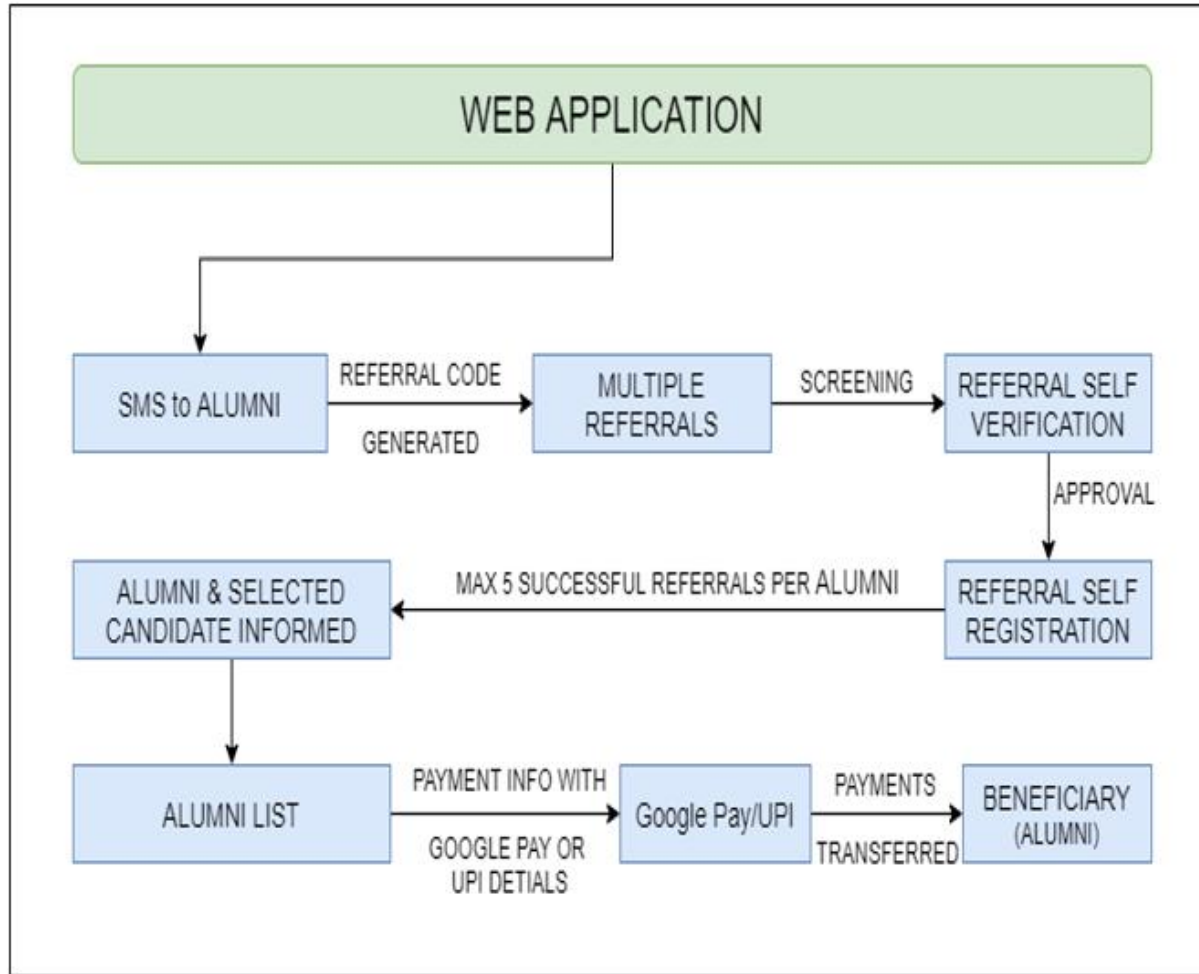 WEB APPLICATION
SMS to ALUMNI
REFERRAL CODE
GENERATED
MULTIPLE
REFERRALS
SCREENING
REFERRAL SELF
VERIFICATION
APPROVAL
REFERRAL SELF
REGISTRATION
MAX 5 SUCCESSFUL REFERRALS PER ALUMNI
ALUMNI & SELECTED
CANDIDATE INFORMED
ALUMNI LIST
PAYMENT INFO WITH
GOOGLE PAY OR
UPI DETIALS
Google Pay/UPI
PAYMENTS
TRANSFERRED
BENEFICIARY
(ALUMNI)